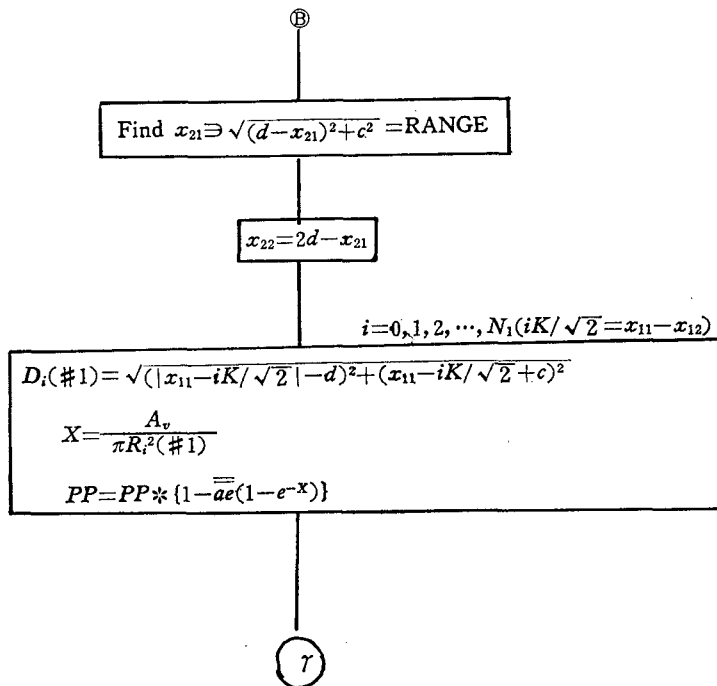 Ⓑ
Find x₂₁∋√(d−x₂₁)²+c² =RANGE
x₂₂=2d−x₂₁
i=0,1,2,⋯,N₁(iK/√2=x₁₁−x₁₂)
Dᵢ(#1)=√(|x₁₁−iK/√2|−d)²+(x₁₁−iK/√2+c)²
X=Aᵥ/πRᵢ²(#1)
PP=PP*{1−a̿e̿(1−e⁻ˣ)}
γ